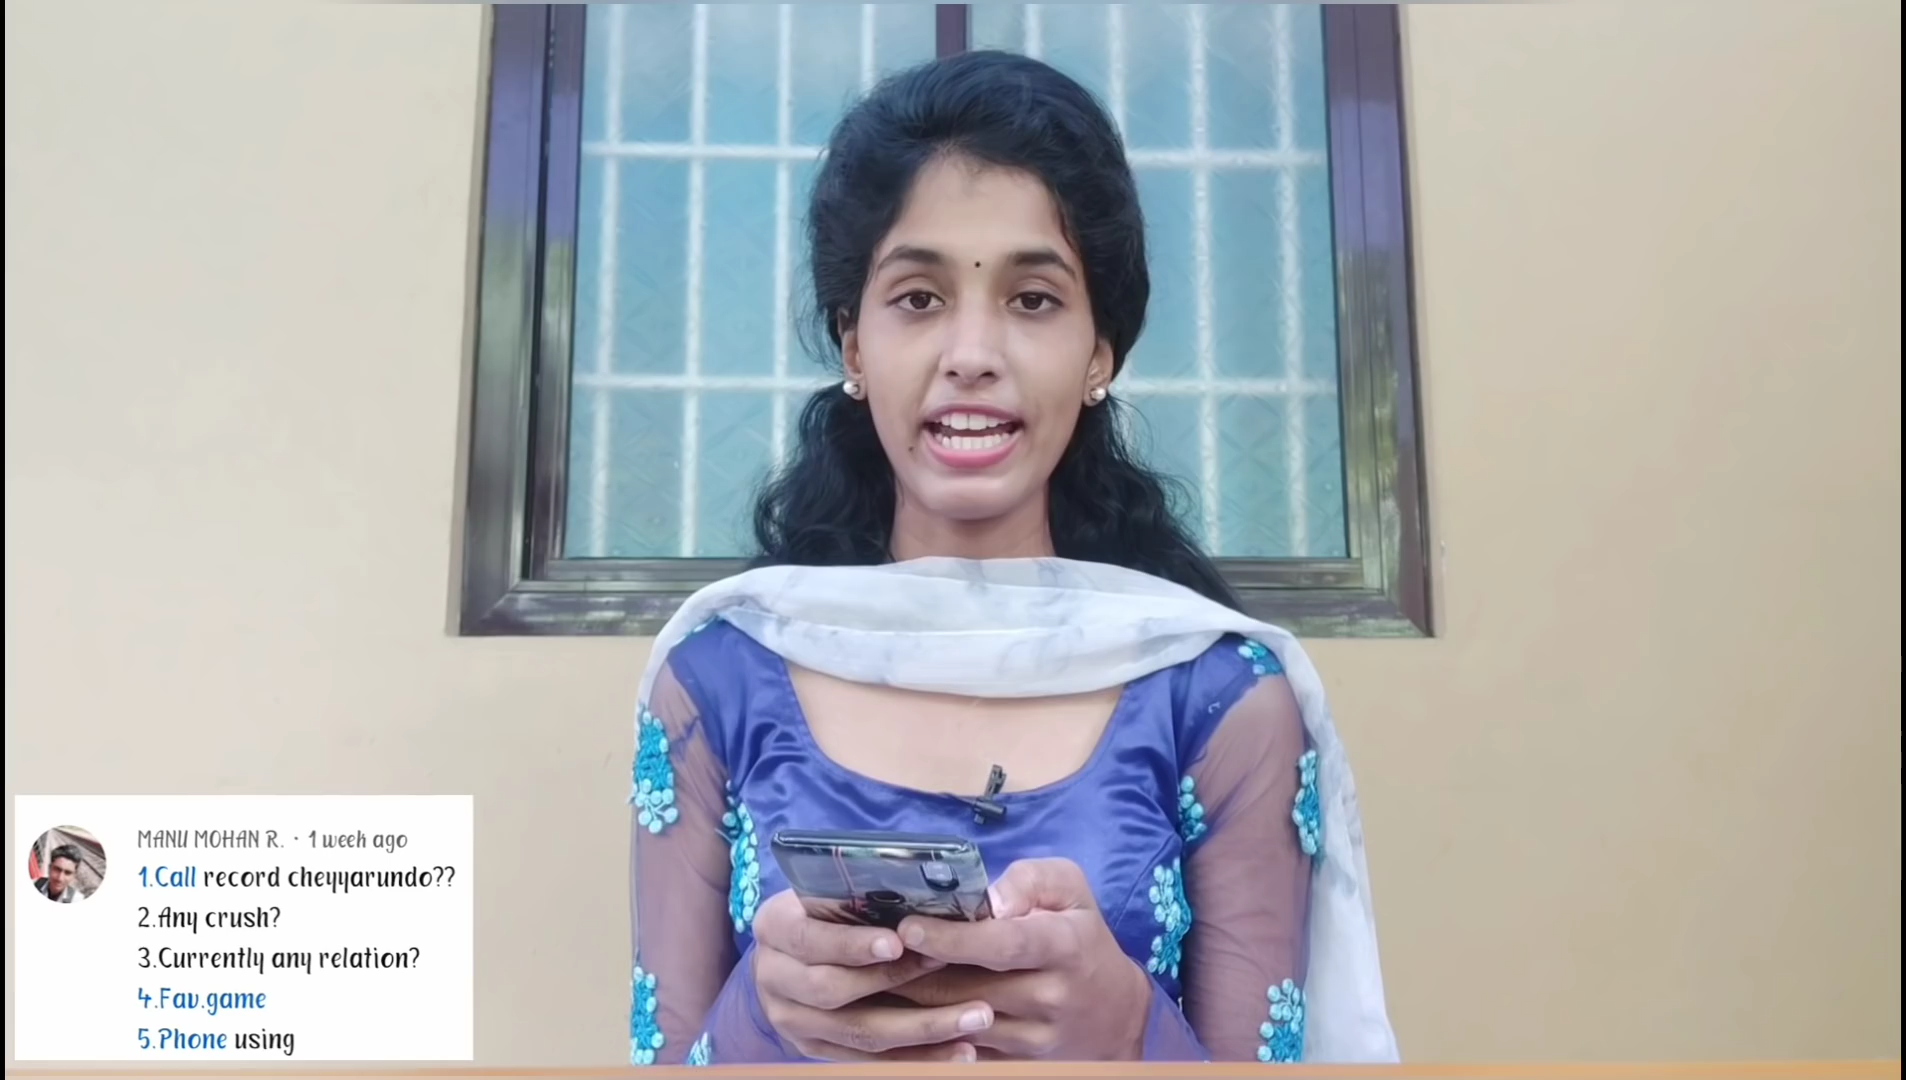 MANU MOHAN R. · 1 week ago
1.Call record cheyyarundo??
2.Any crush?
3.Currently any relation?
4.Fav.game
5.Phone using